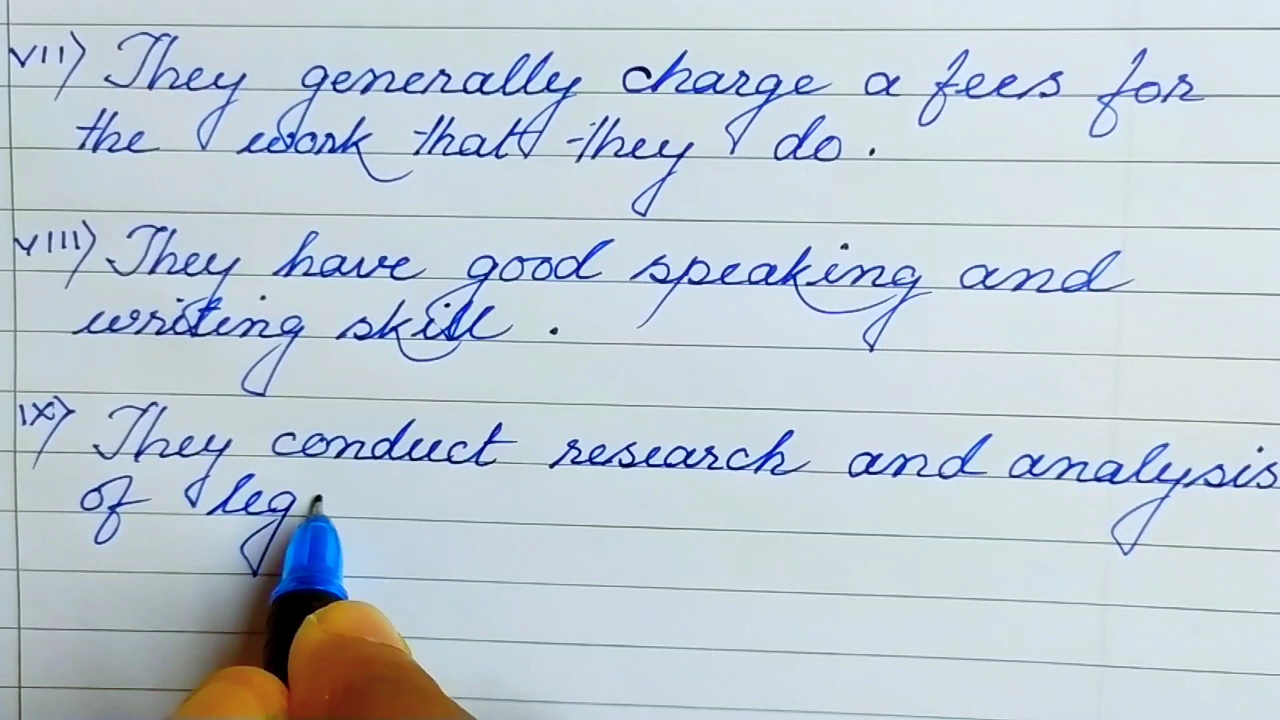 vii) They generally charge a fees for
the work that they do.
viii) They have good speaking and
writing skill.
ix) They conduct research and analysis
of leg